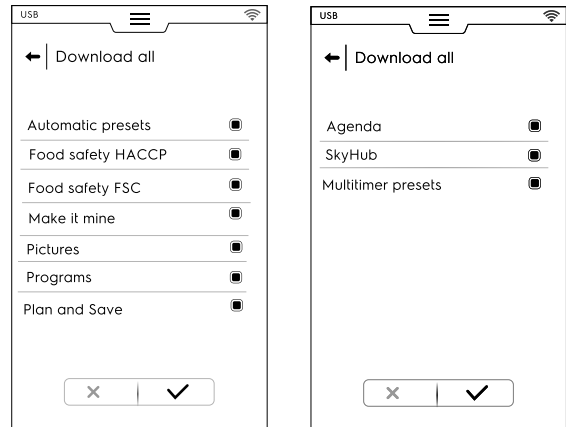 USB
Download all
Automatic presets
Food safety HACCP
Food safety FSC
Make it mine
Pictures
Programs
Plan and Save
USB
Download all
Agenda
SkyHub
Multitimer presets